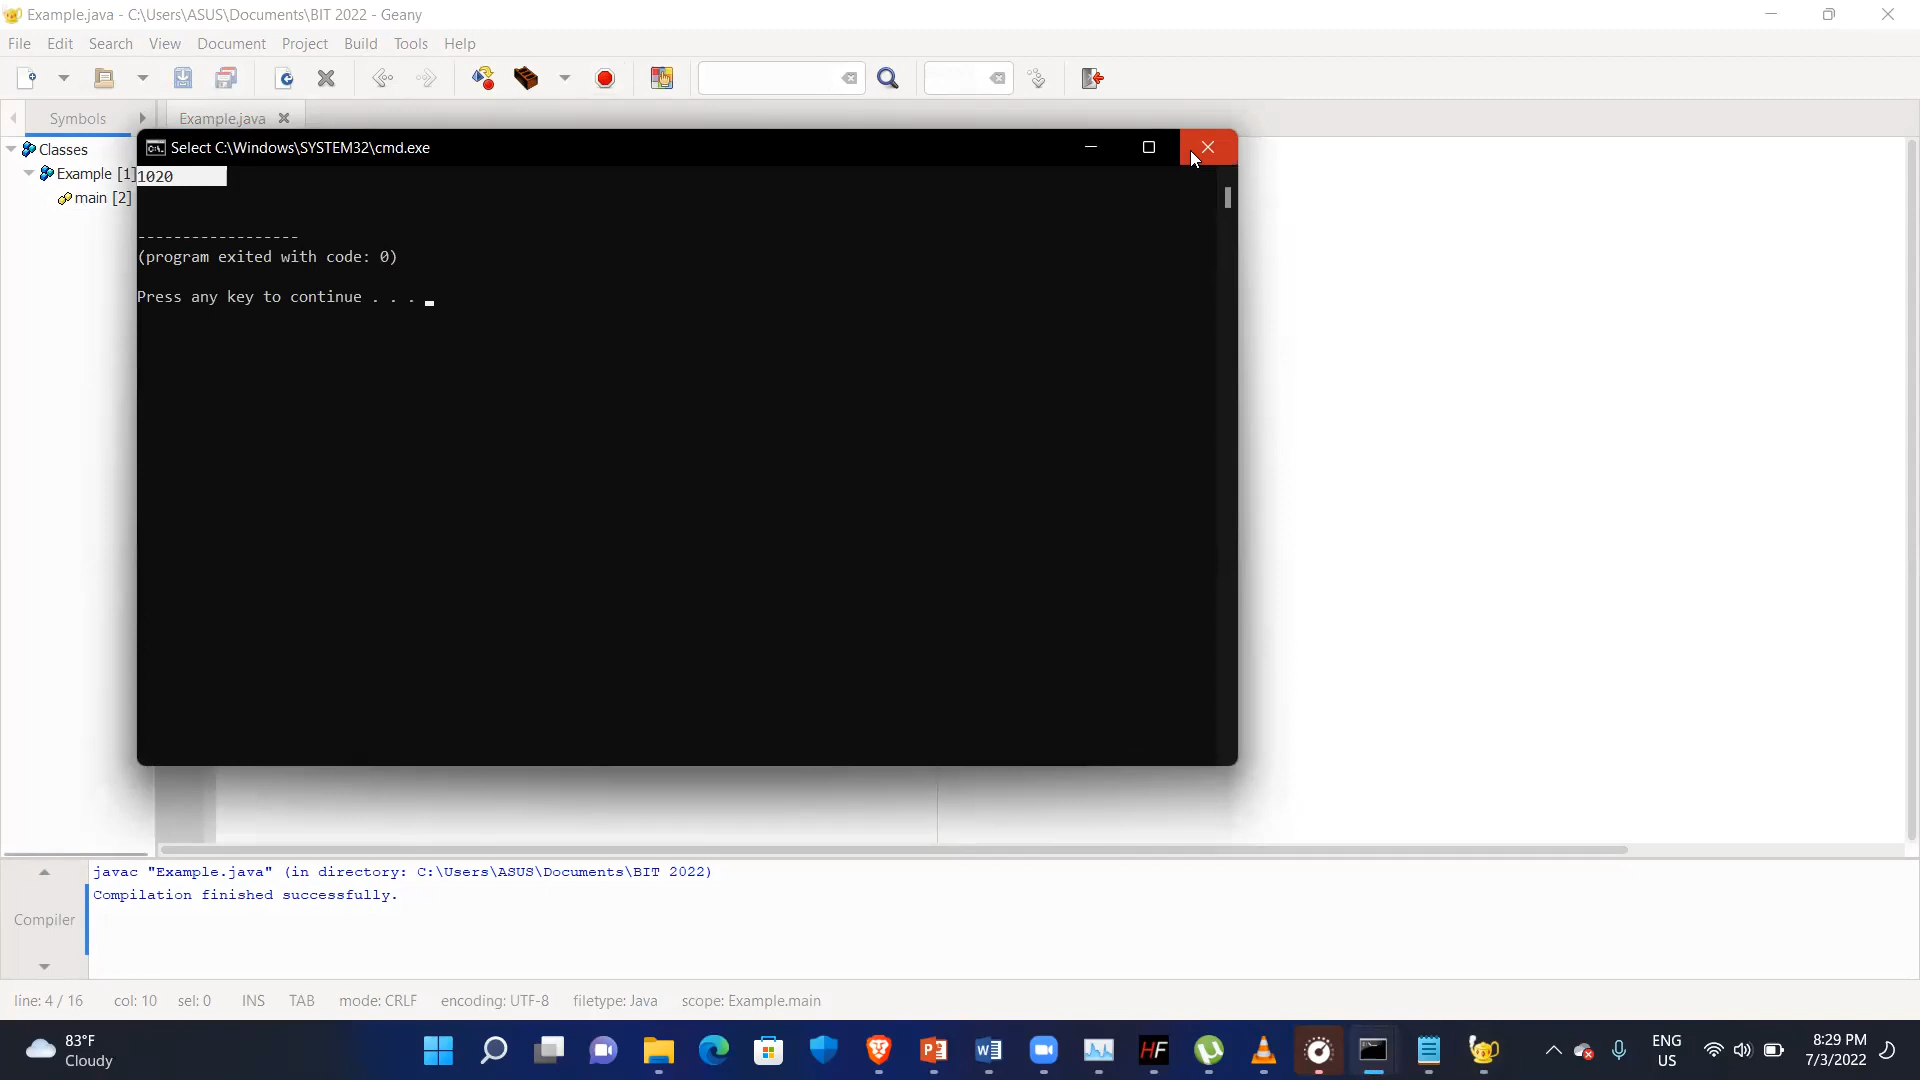 Example.java - C:\Users\ASUS\Documents\BIT 2022 - Geany
File Edit Search View Document Project Build Tools Help
Symbols
Example.java
Classes
Example [1]
main [2]
Select C:\Windows\SYSTEM32\cmd.exe
1020
------------------
(program exited with code: 0)
Press any key to continue . . .
javac "Example.java" (in directory: C:\Users\ASUS\Documents\BIT 2022)
Compilation finished successfully.
Compiler
line: 4 / 16 col: 10 sel: 0 INS TAB mode: CRLF encoding: UTF-8 filetype: Java scope: Example.main
83°F
Cloudy
HF
ENG
US
8:29 PM
7/3/2022